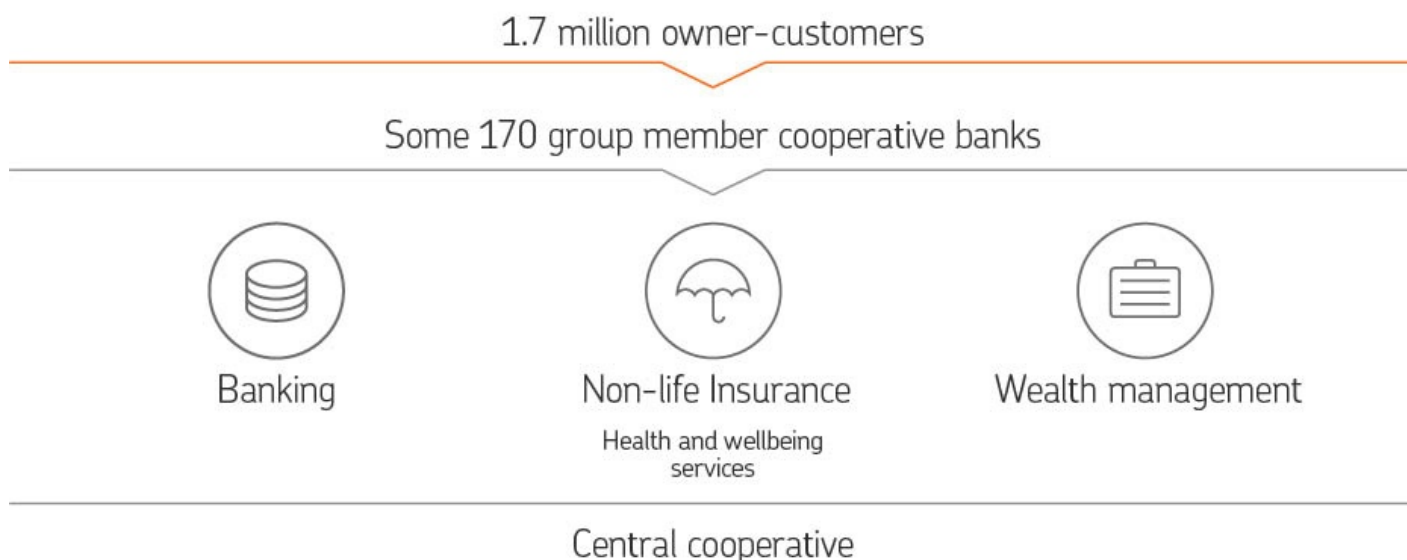 1.7 million owner-customers
Some 170 group member cooperative banks
Banking
Non-life Insurance
Wealth management
Health and wellbeing
services
Central cooperative